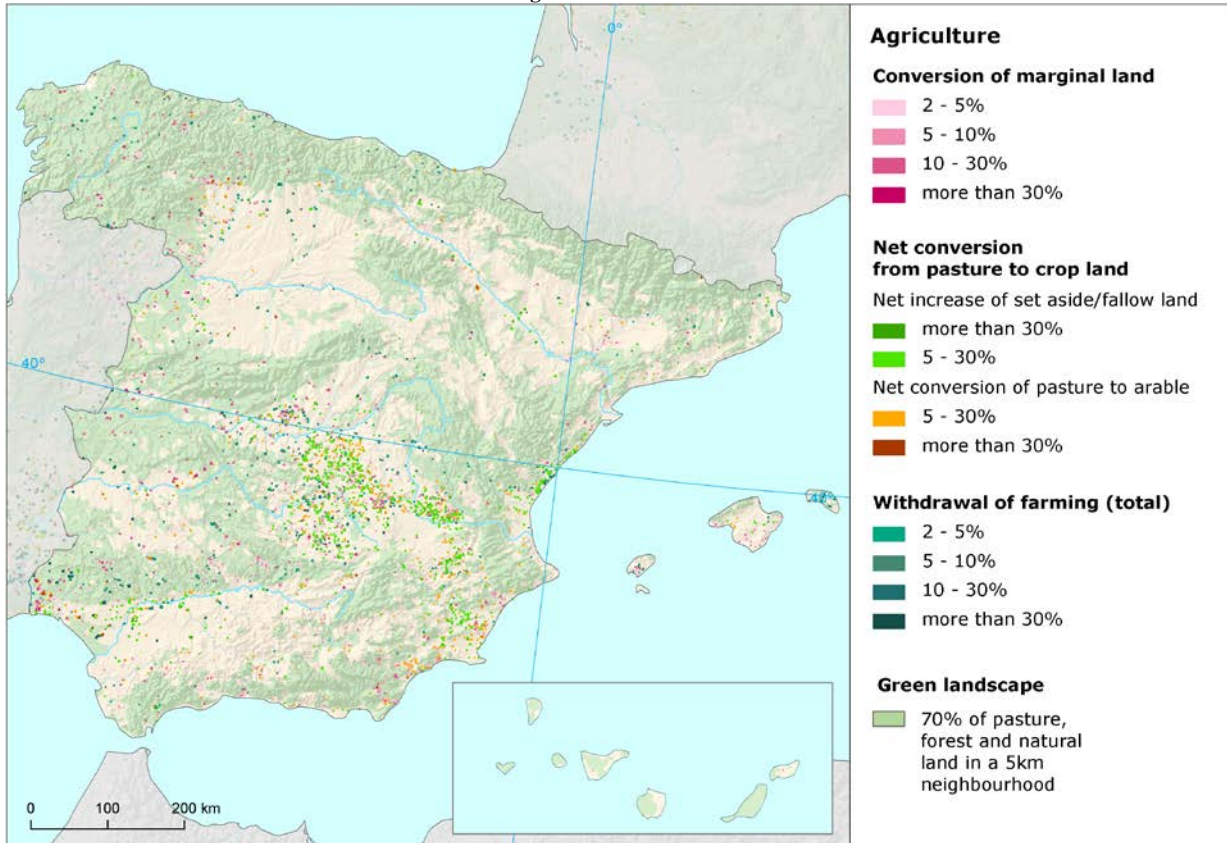 0°
40°
40°
0 100 200 km
Agriculture
Conversion of marginal land
2 - 5%
5 - 10%
10 - 30%
more than 30%
Net conversion
from pasture to crop land
Net increase of set aside/fallow land
more than 30%
5 - 30%
Net conversion of pasture to arable
5 - 30%
more than 30%
Withdrawal of farming (total)
2 - 5%
5 - 10%
10 - 30%
more than 30%
Green landscape
70% of pasture,
forest and natural
land in a 5km
neighbourhood